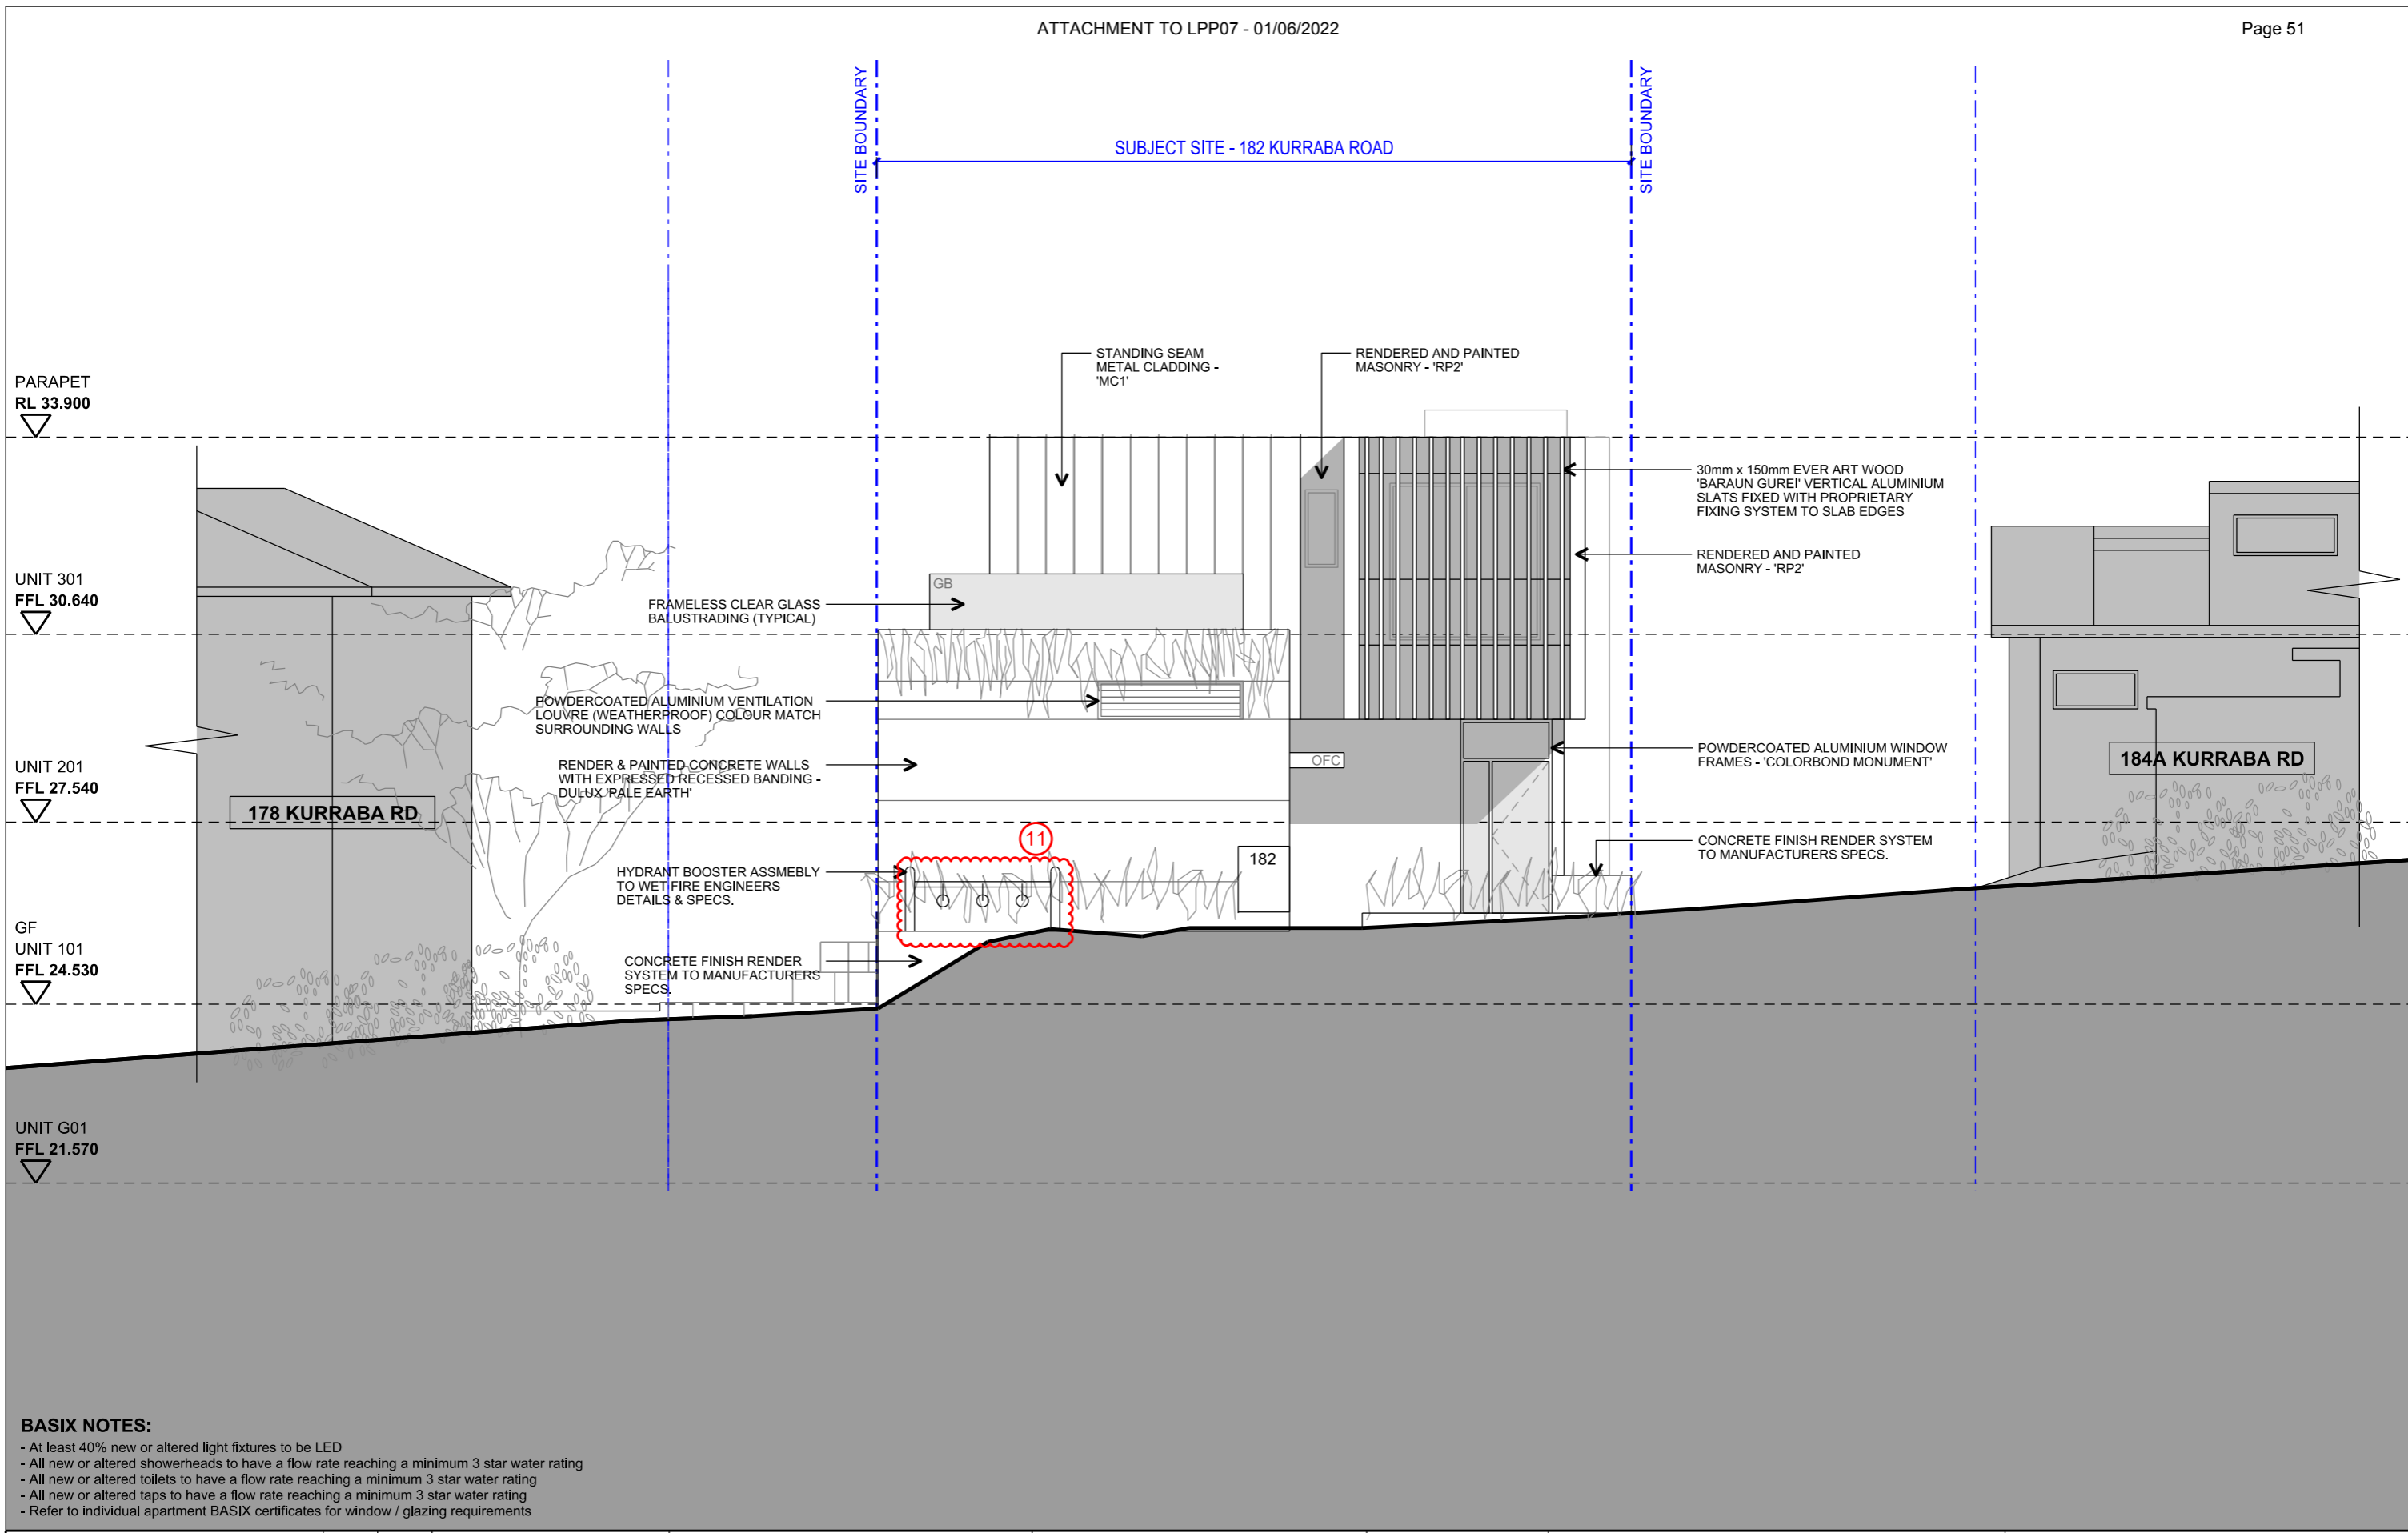 ATTACHMENT TO LPP07 - 01/06/2022
Page 51
SITE BOUNDARY
SUBJECT SITE - 182 KURRABA ROAD
SITE BOUNDARY
PARAPET
RL 33.900
UNIT 301
FFL 30.640
UNIT 201
FFL 27.540
GF
UNIT 101
FFL 24.530
UNIT G01
FFL 21.570
STANDING SEAM
METAL CLADDING -
'MC1'
RENDERED AND PAINTED
MASONRY - 'RP2'
30mm x 150mm EVER ART WOOD
'BARAUN GUREI' VERTICAL ALUMINIUM
SLATS FIXED WITH PROPRIETARY
FIXING SYSTEM TO SLAB EDGES
RENDERED AND PAINTED
MASONRY - 'RP2'
GB
FRAMELESS CLEAR GLASS
BALUSTRADING (TYPICAL)
POWDERCOATED ALUMINIUM VENTILATION
LOUVRE (WEATHERPROOF) COLOUR MATCH
SURROUNDING WALLS
RENDER & PAINTED CONCRETE WALLS
WITH EXPRESSED RECESSED BANDING -
DULUX 'PALE EARTH'
OFC
POWDERCOATED ALUMINIUM WINDOW
FRAMES - 'COLORBOND MONUMENT'
178 KURRABA RD
184A KURRABA RD
11
182
HYDRANT BOOSTER ASSMEBLY
TO WET FIRE ENGINEERS
DETAILS & SPECS.
CONCRETE FINISH RENDER SYSTEM
TO MANUFACTURERS SPECS.
CONCRETE FINISH RENDER
SYSTEM TO MANUFACTURERS
SPECS.
BASIX NOTES:
- At least 40% new or altered light fixtures to be LED
- All new or altered showerheads to have a flow rate reaching a minimum 3 star water rating
- All new or altered toilets to have a flow rate reaching a minimum 3 star water rating
- All new or altered taps to have a flow rate reaching a minimum 3 star water rating
- Refer to individual apartment BASIX certificates for window / glazing requirements